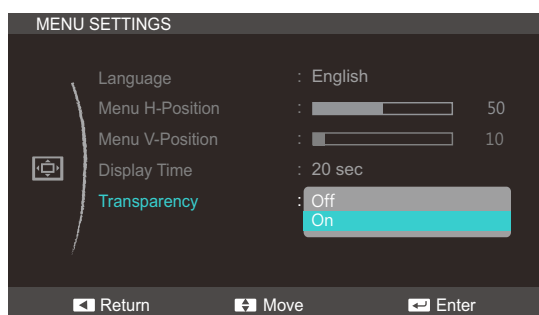 MENU SETTINGS
Language : English
Menu H-Position : 50
Menu V-Position : 10
Display Time : 20 sec
Transparency : Off
On
Return Move Enter